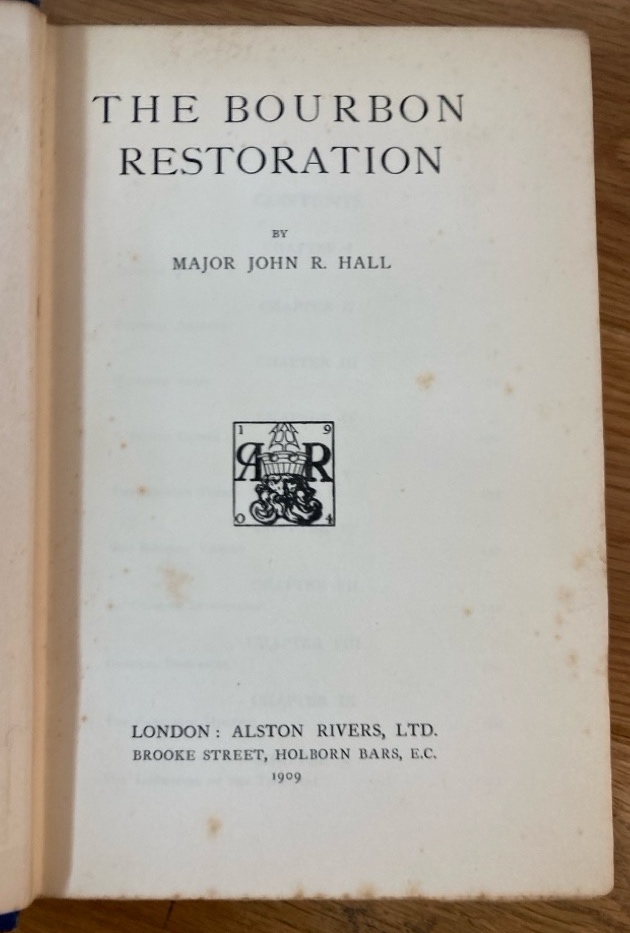 THE BOURBON
RESTORATION
BY
MAJOR JOHN R. HALL
1 9
A R
0 4
LONDON: ALSTON RIVERS, LTD.
BROOKE STREET, HOLBORN BARS, E.C.
1909